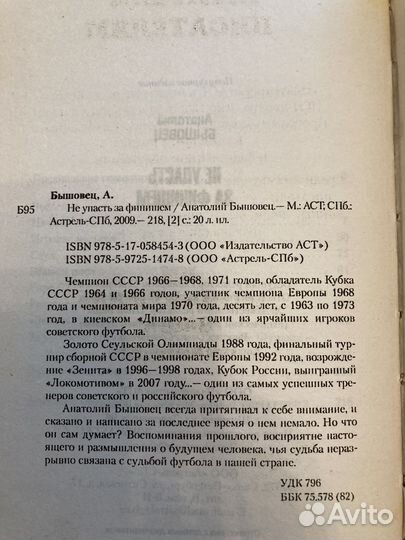 Бышовец, А.
Б95 Не упасть за финишем / Анатолий Бышовец.— М.: АСТ; СПб.:
Астрель-СПб, 2009.— 218, [2] с.: 20 л. ил.
ISBN 978-5-17-058454-3 (ООО «Издательство АСТ»)
ISBN 978-5-9725-1474-8 (ООО «Астрель-СПб»)
Чемпион СССР 1966—1968, 1971 годов, обладатель Кубка
СССР 1964 и 1966 годов, участник чемпиона Европы 1968
года и чемпионата мира 1970 года, десять лет, с 1963 по 1973
год, в киевском «Динамо»...– один из ярчайших игроков
советского футбола.
Золото Сеульской Олимпиады 1988 года, финальный тур-
нир сборной СССР в чемпионате Европы 1992 года, возрожде-
ние «Зенита» в 1996—1998 годах, Кубок России, выигранный
«Локомотивом» в 2007 году...– один из самых успешных тре-
неров советского и российского футбола.
Анатолий Бышовец всегда притягивал к себе внимание, и
сказано и написано за последнее время о нем немало. Но что
он сам думает? Воспоминания прошлого, восприятие настоя-
щего и размышления о будущем человека, чья судьба нераз-
рывно связана с судьбой футбола в нашей стране.
УДК 796
ББК 75.578 (82)
Avito